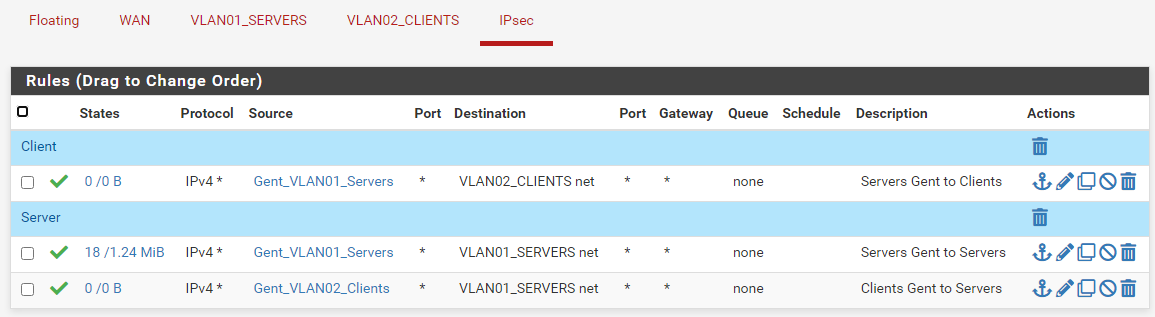 Floating WAN VLAN01_SERVERS VLAN02_CLIENTS IPsec
Rules (Drag to Change Order)
States Protocol Source Port Destination Port Gateway Queue Schedule Description Actions
Client
0 /0 B IPv4 * Gent_VLAN01_Servers * VLAN02_CLIENTS net * * none Servers Gent to Clients
Server
18 /1.24 MiB IPv4 * Gent_VLAN01_Servers * VLAN01_SERVERS net * * none Servers Gent to Servers
0 /0 B IPv4 * Gent_VLAN02_Clients * VLAN01_SERVERS net * * none Clients Gent to Servers